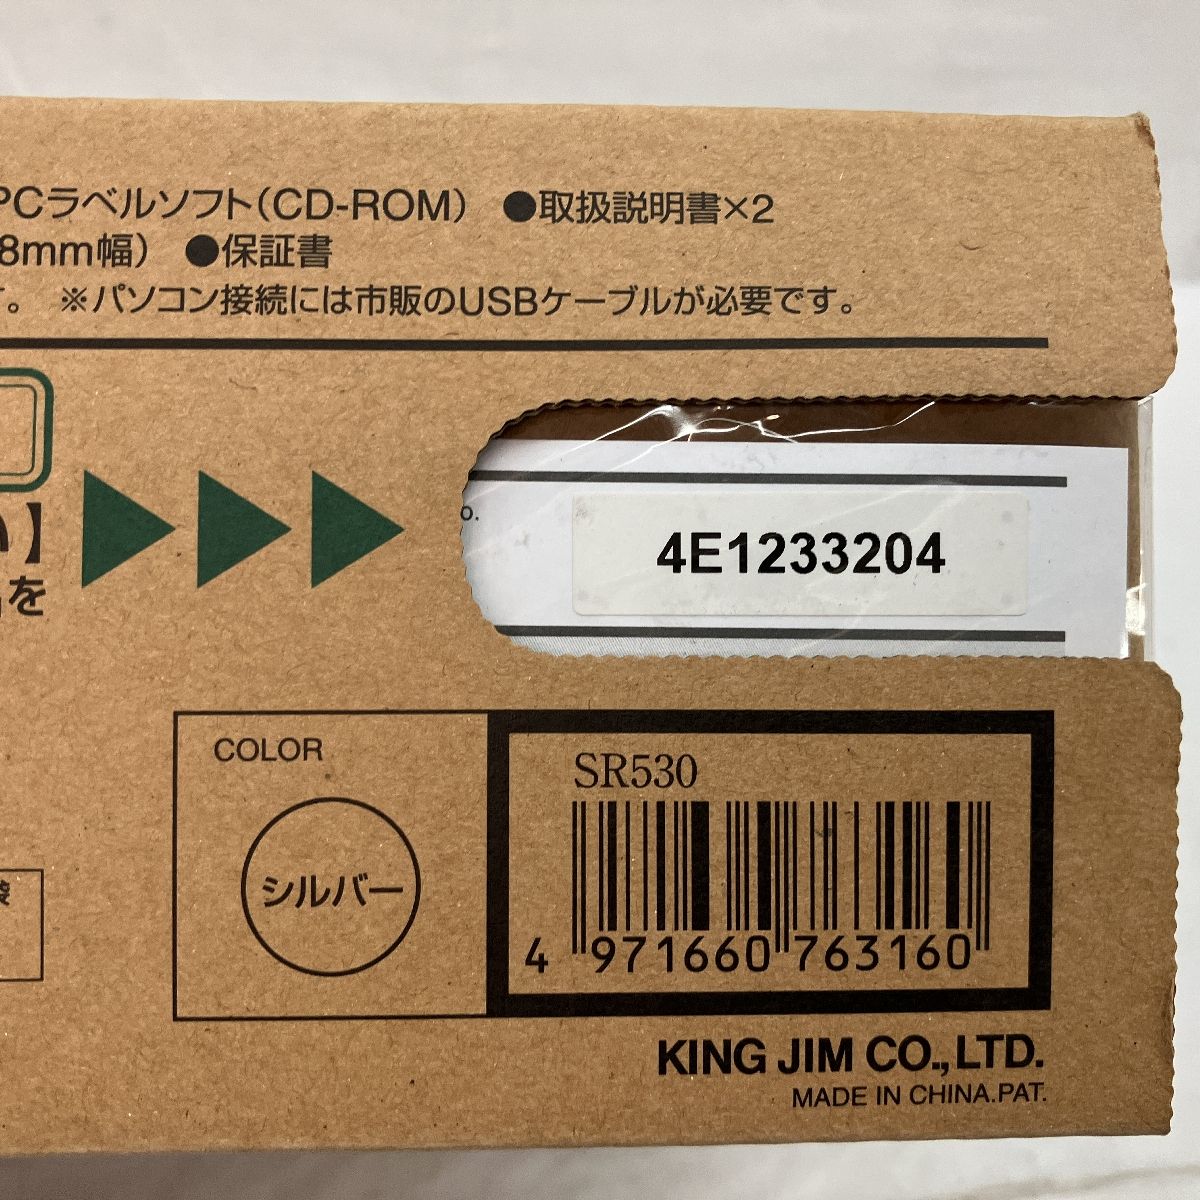 PCラベルソフト(CD-ROM) ●取扱説明書×2
8mm幅) ●保証書
す。 ※パソコン接続には市販のUSBケーブルが必要です。
い】
を
o.
4E1233204
COLOR
シルバー
袋
SR530
4 971660 763160
KING JIM CO.,LTD.
MADE IN CHINA.PAT.